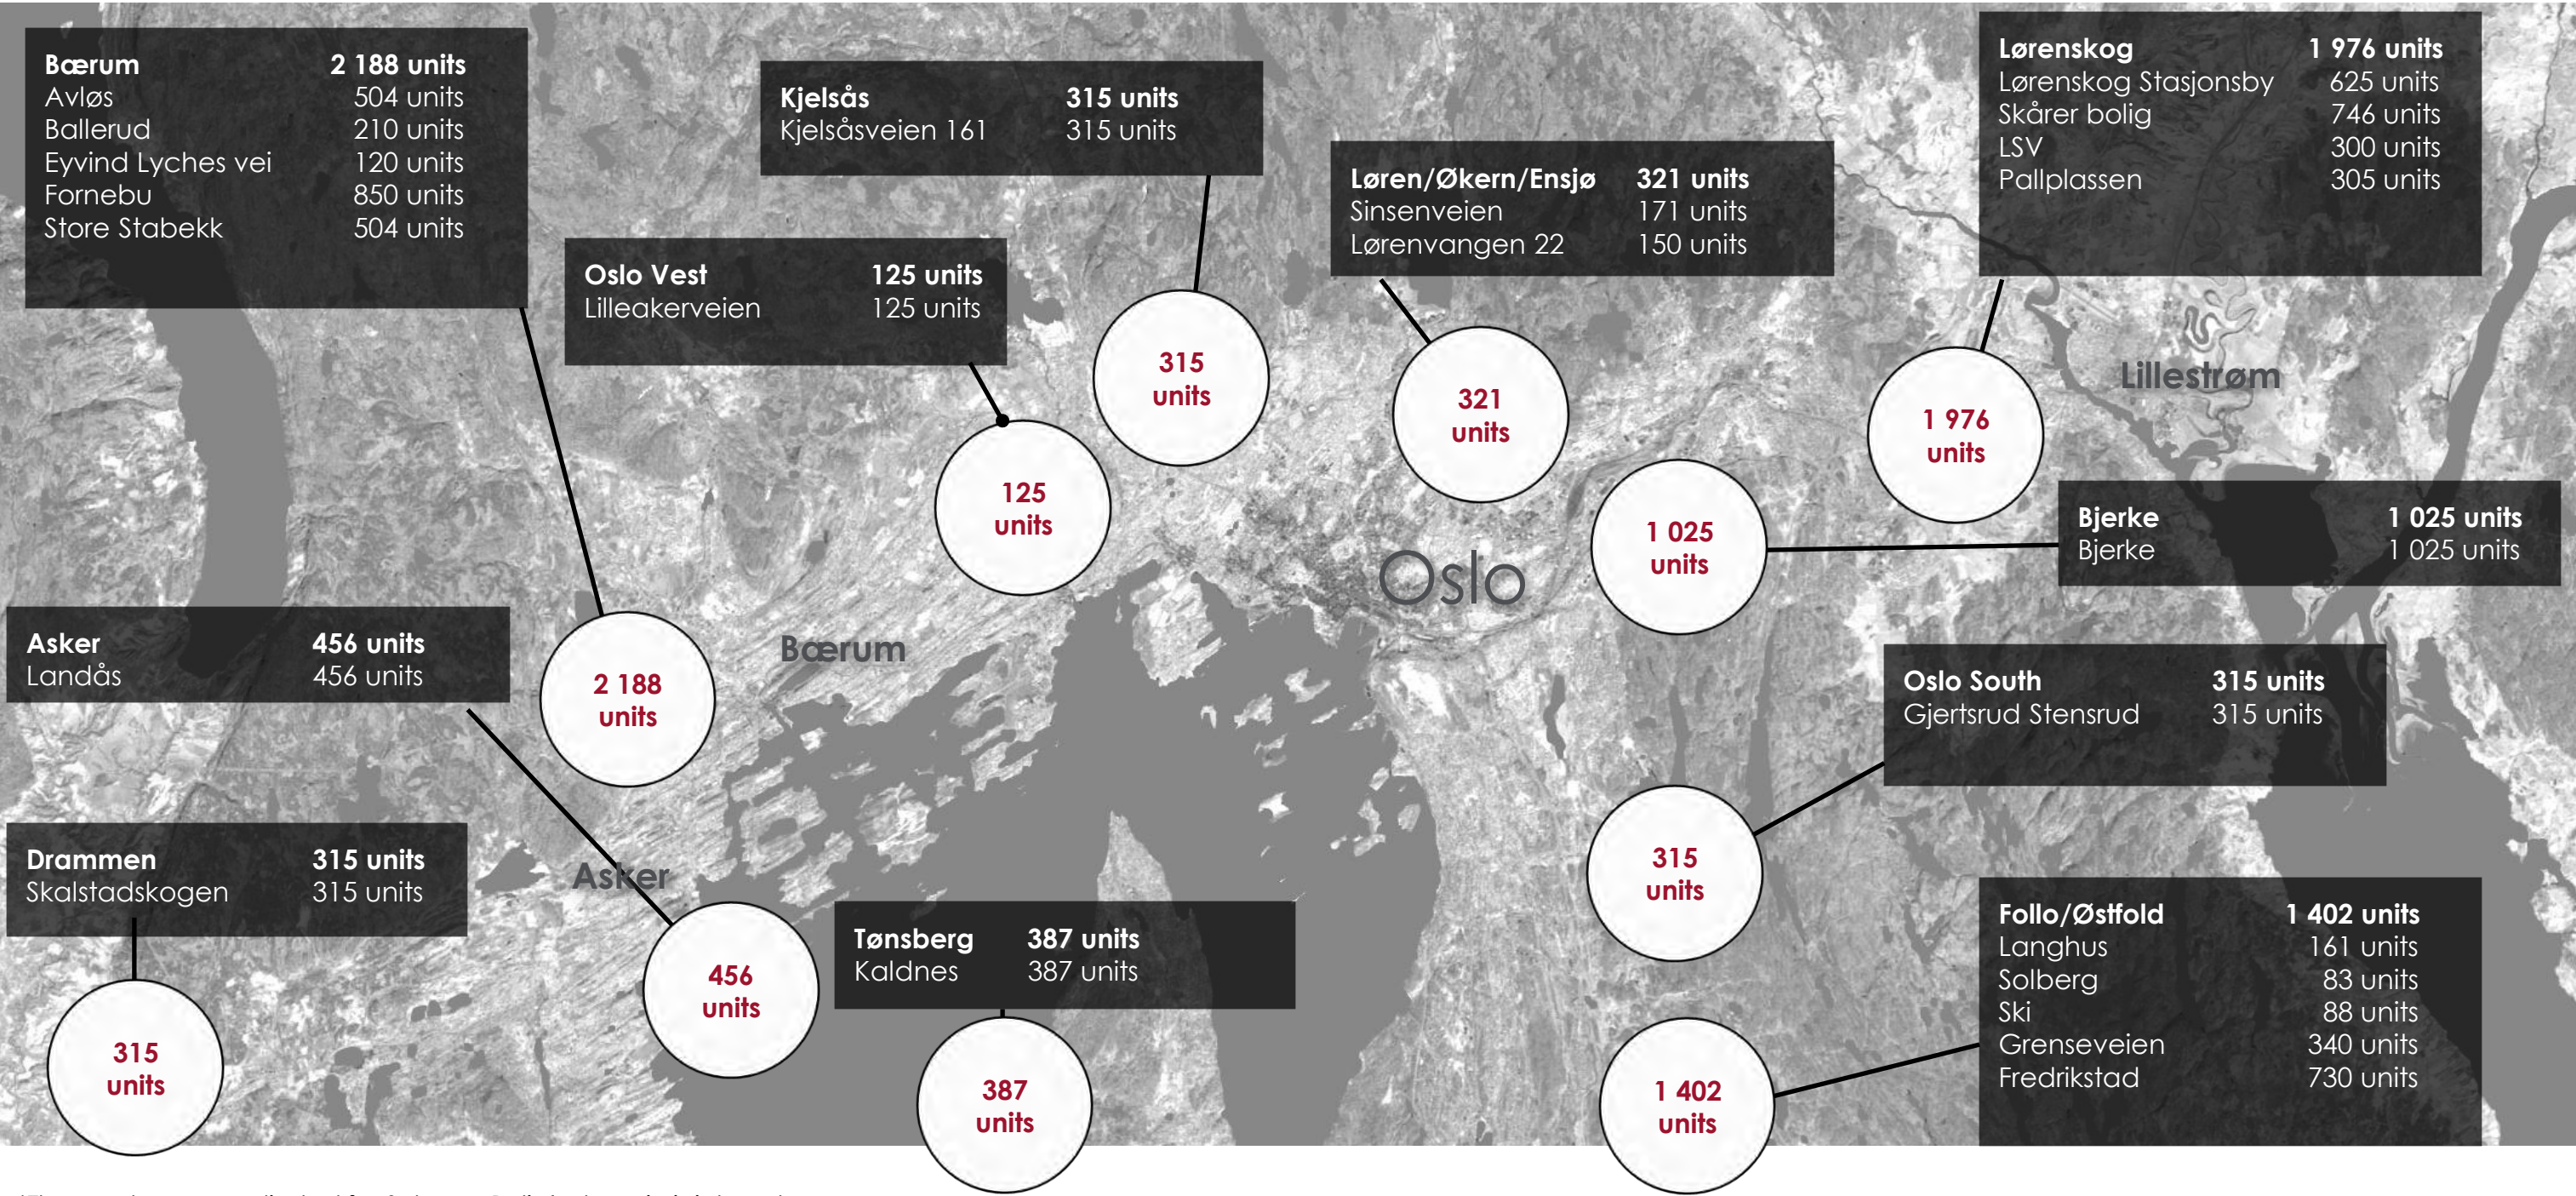 Bærum 2 188 units
Avløs 504 units
Ballerud 210 units
Eyvind Lyches vei 120 units
Fornebu 850 units
Store Stabekk 504 units
Kjelsås 315 units
Kjelsåsveien 161 315 units
Oslo Vest 125 units
Lilleakerveien 125 units
Løren/Økern/Ensjø 321 units
Sinsenveien 171 units
Lørenvangen 22 150 units
Lørenskog 1 976 units
Lørenskog Stasjonsby 625 units
Skårer bolig 746 units
LSV 300 units
Pallplassen 305 units
315
units
321
units
1 976
units
Lillestrøm
125
units
1 025
units
Bjerke 1 025 units
Bjerke 1 025 units
Oslo
Asker 456 units
Landås 456 units
Bærum
2 188
units
Oslo South 315 units
Gjertsrud Stensrud 315 units
Drammen 315 units
Skalstadskogen 315 units
Asker
315
units
Tønsberg 387 units
Kaldnes 387 units
Follo/Østfold 1 402 units
Langhus 161 units
Solberg 83 units
Ski 88 units
Grenseveien 340 units
Fredrikstad 730 units
456
units
315
units
387
units
1 402
units